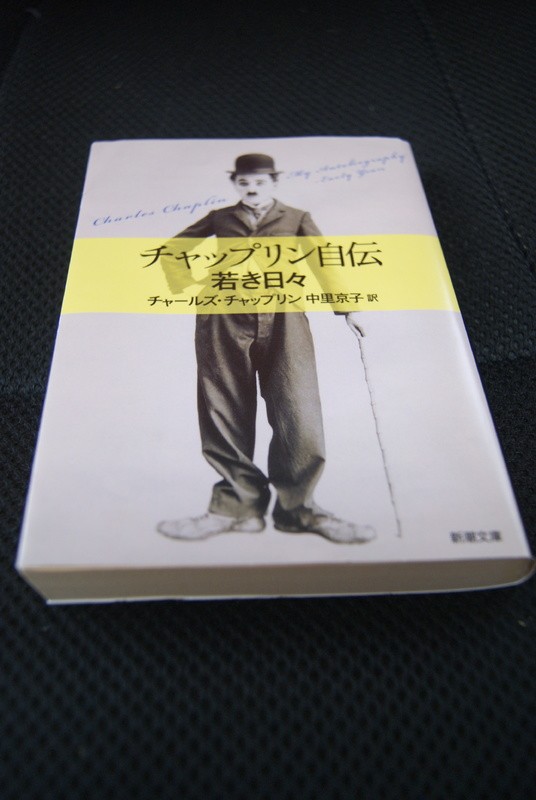 Charles Chaplin
My Autobiography
Early Years
チャップリン自伝
若き日々
チャールズ・チャップリン 中里京子 訳
新潮文庫